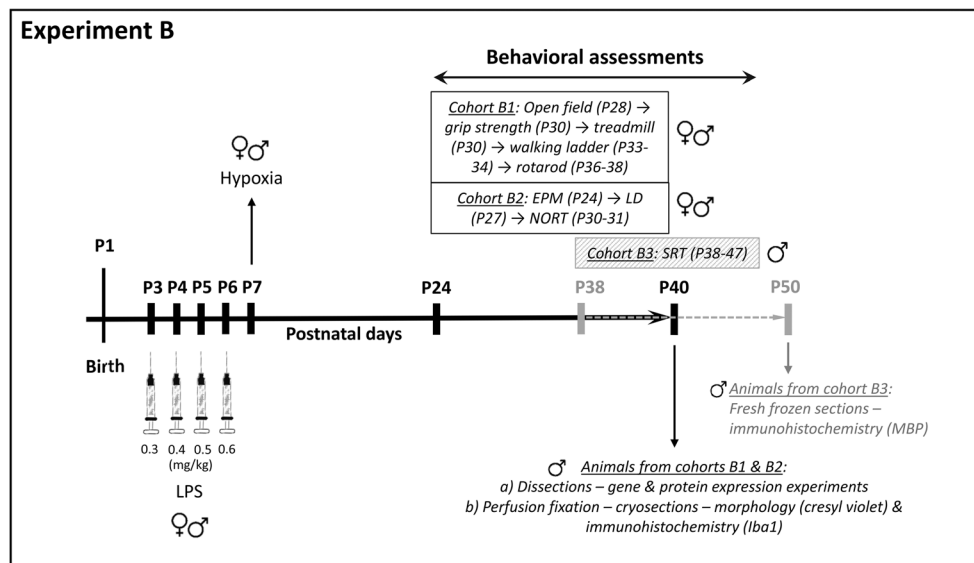 Experiment B
Behavioral assessments
Cohort B1: Open field (P28) →
grip strength (P30) → treadmill
(P30) → walking ladder (P33-
34) → rotarod (P36-38)
♀♂
Cohort B2: EPM (P24) → LD
(P27) → NORT (P30-31)
♀♂
Cohort B3: SRT (P38-47)
♂
♀♂
Hypoxia
P1
P3 P4 P5 P6 P7 P24 P38 P40 P50
Postnatal days
Birth
0.3 0.4 0.5 0.6
(mg/kg)
LPS
♀♂
♂ Animals from cohort B3:
Fresh frozen sections –
immunohistochemistry (MBP)
♂ Animals from cohorts B1 & B2:
a) Dissections – gene & protein expression experiments
b) Perfusion fixation – cryosections – morphology (cresyl violet) &
immunohistochemistry (Iba1)